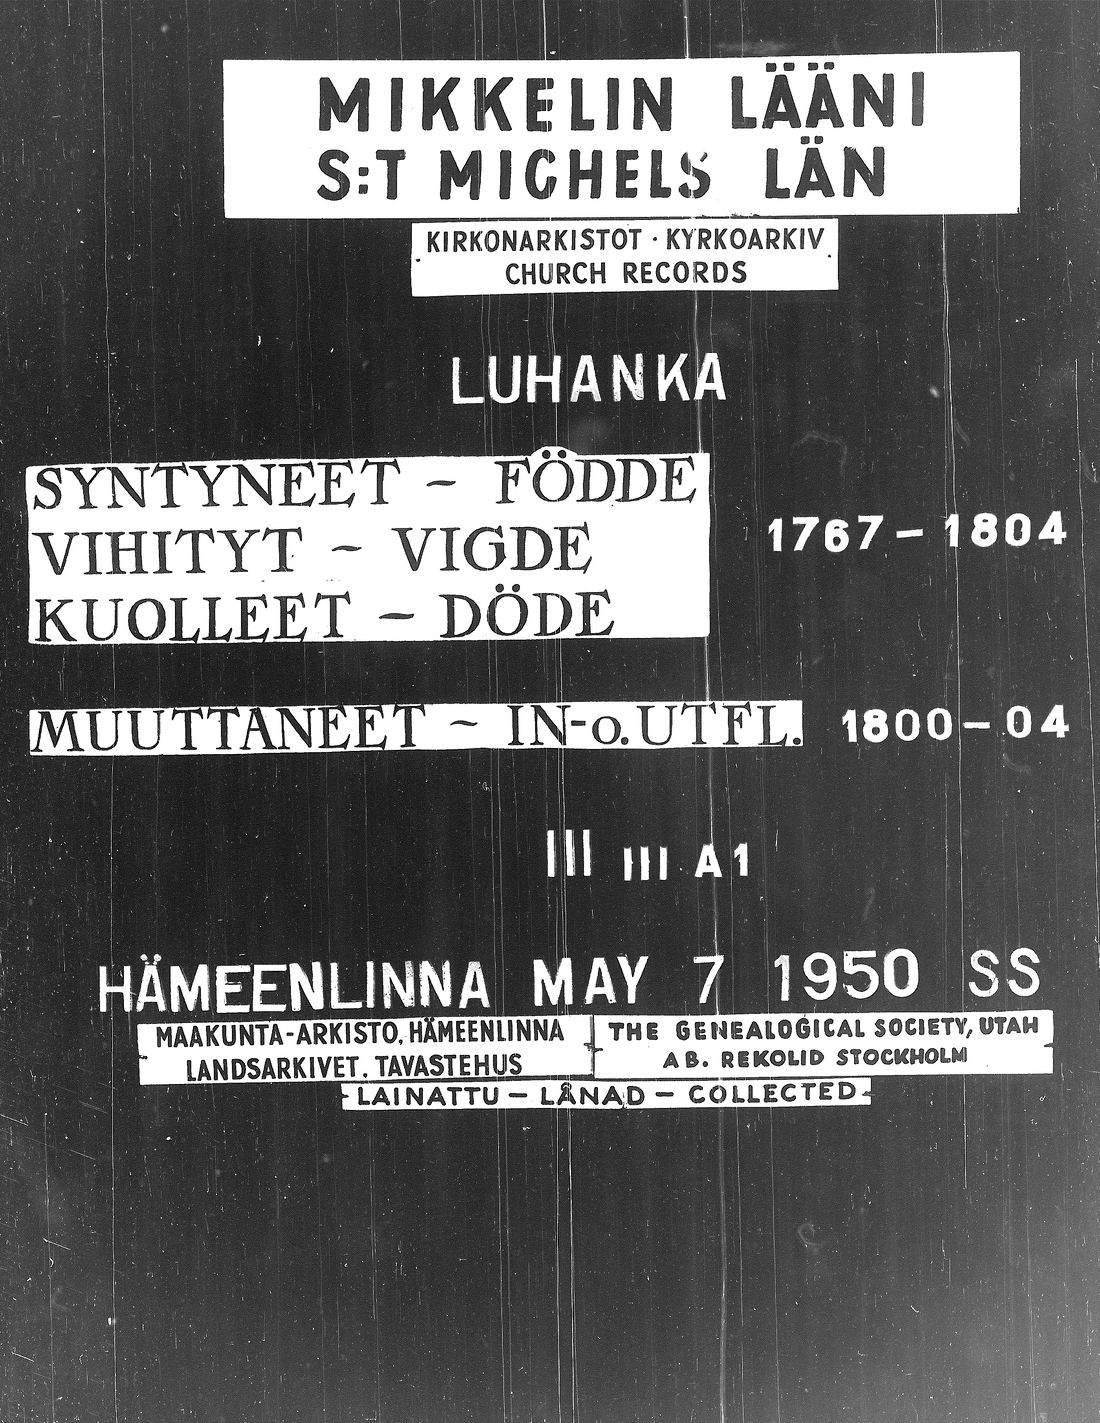 MIKKELIN LÄÄNI
S:T MICHELS LÄN
KIRKONARKISTOT · KYRKOARKIV
CHURCH RECORDS
LUHANKA
SYNTYNEET – FÖDDE
VIHITYT – VIGDE 1767–1804
KUOLLEET – DÖDE
MUUTTANEET – IN-o. UTFL. 1800–04
III III A1
HÄMEENLINNA MAY 7 1950 SS
MAAKUNTA-ARKISTO, HÄMEENLINNA
LANDSARKIVET. TAVASTEHUS
THE GENEALOGICAL SOCIETY, UTAH
AB. REKOLID STOCKHOLM
LAINATTU – LÅNAD – COLLECTED